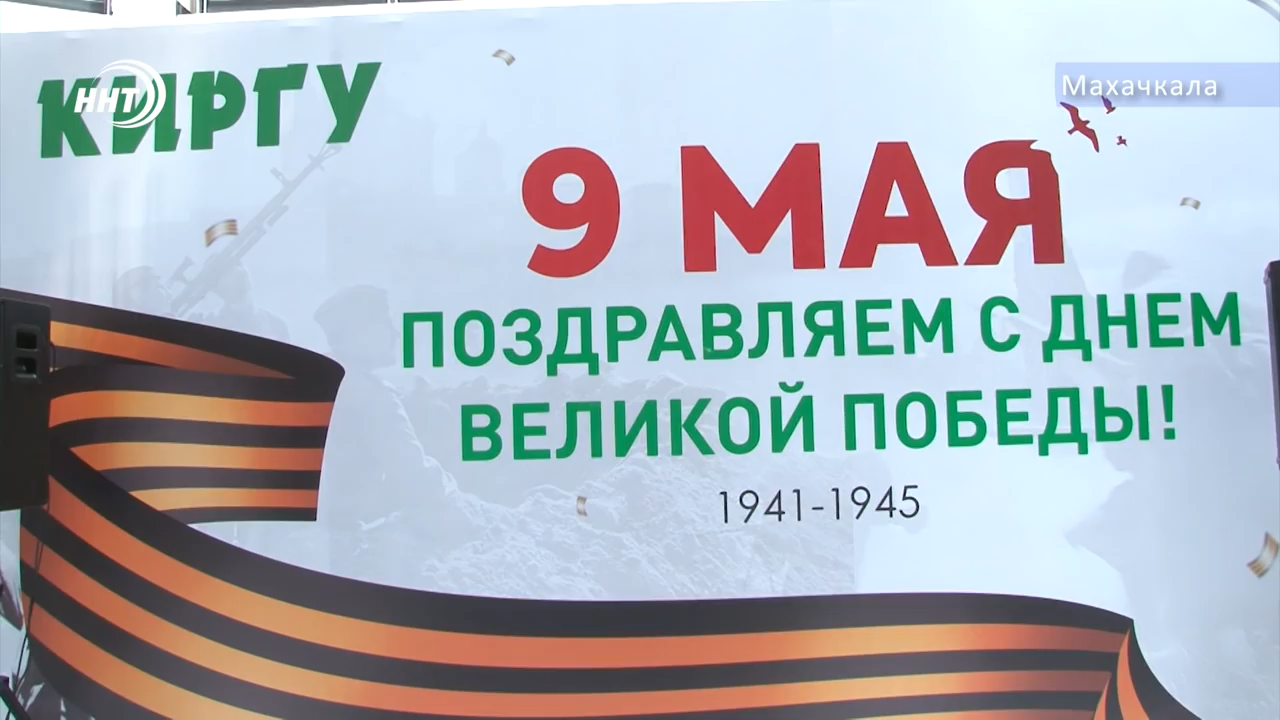 КИРГУ
ННТ
Махачкала
9 МАЯ
ПОЗДРАВЛЯЕМ С ДНЕМ
ВЕЛИКОЙ ПОБЕДЫ!
1941-1945